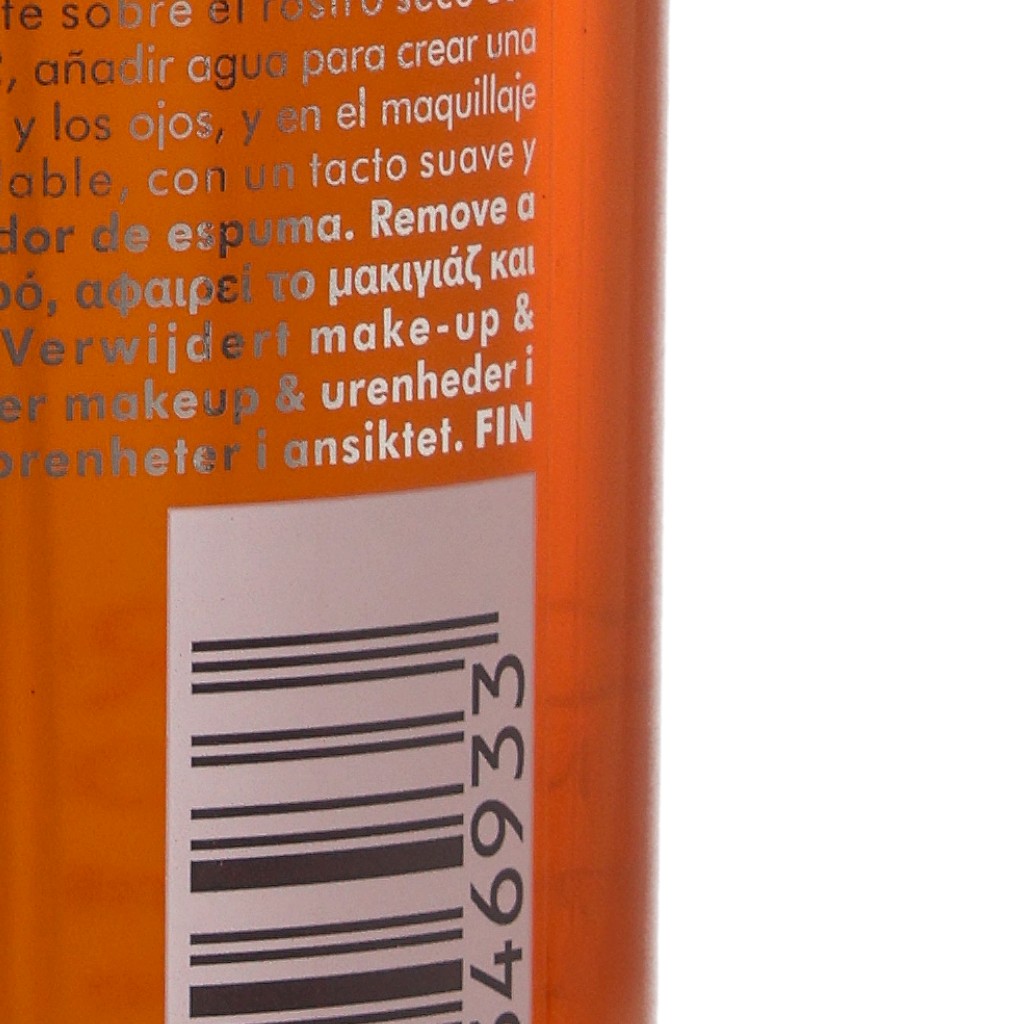 te sobre el rostro seco
, añadir agua para crear una
y los ojos, y en el maquillaje
able, con un tacto suave y
dor de espuma. Remove a
ρό, αφαιρεί το μακιγιάζ και
Verwijdert make-up &
er makeup & urenheder i
orenheter i ansiktet. FIN
46933